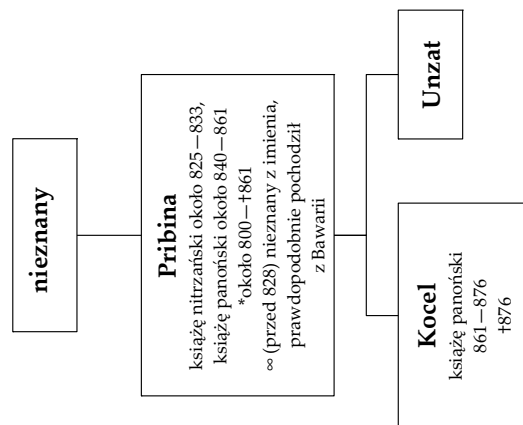 nieznany
Pribina
książę nitrzański około 825—833,
książę panoński około 840—861
*około 800—†861
∞ (przed 828) nieznany z imienia,
prawdopodobnie pochodził
z Bawarii
Kocel
książę panoński
861—876
†876
Unzat